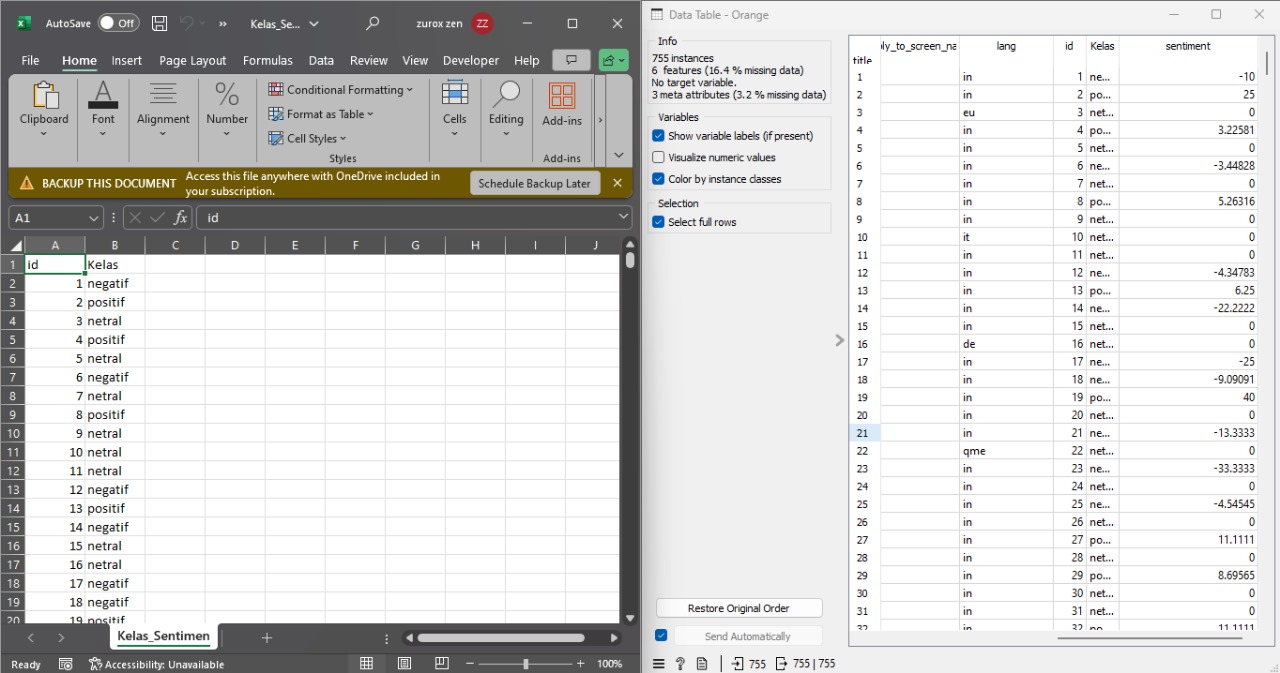 AutoSave Off Kelas_Se... zurox zen ZZ
File Home Insert Page Layout Formulas Data Review View Developer Help
Clipboard Font Alignment Number
Conditional Formatting
Format as Table
Cell Styles
Styles
Cells Editing Add-ins
Add-ins
BACKUP THIS DOCUMENT Access this file anywhere with OneDrive included in
your subscription.
Schedule Backup Later
A1 fx id
A B C D E F G H I J
1 id Kelas
2 1 negatif
3 2 positif
4 3 netral
5 4 positif
6 5 netral
7 6 negatif
8 7 netral
9 8 positif
10 9 netral
11 10 netral
12 11 netral
13 12 negatif
14 13 positif
15 14 negatif
16 15 netral
17 16 netral
18 17 negatif
19 18 negatif
20 19 positif
Kelas_Sentimen
Ready Accessibility: Unavailable 100%
Data Table - Orange
Info
755 instances
6 features (16.4 % missing data)
No target variable.
3 meta attributes (3.2 % missing data)
Variables
Show variable labels (if present)
Visualize numeric values
Color by instance classes
Selection
Select full rows
Restore Original Order
Send Automatically
755 755 | 755
ly_to_screen_na lang id Kelas sentiment
title
1 in 1 ne... -10
2 in 2 po... 25
3 eu 3 net... 0
4 in 4 po... 3.22581
5 in 5 net... 0
6 in 6 ne... -3.44828
7 in 7 net... 0
8 in 8 po... 5.26316
9 in 9 net... 0
10 it 10 net... 0
11 in 11 net... 0
12 in 12 ne... -4.34783
13 in 13 po... 6.25
14 in 14 ne... -22.2222
15 in 15 net... 0
16 de 16 net... 0
17 in 17 ne... -25
18 in 18 ne... -9.09091
19 in 19 po... 40
20 in 20 net... 0
21 in 21 ne... -13.3333
22 qme 22 net... 0
23 in 23 ne... -33.3333
24 in 24 net... 0
25 in 25 ne... -4.54545
26 in 26 net... 0
27 in 27 po... 11.1111
28 in 28 net... 0
29 in 29 po... 8.69565
30 in 30 net... 0
31 in 31 net... 0
32 in 32 po... 11.1111